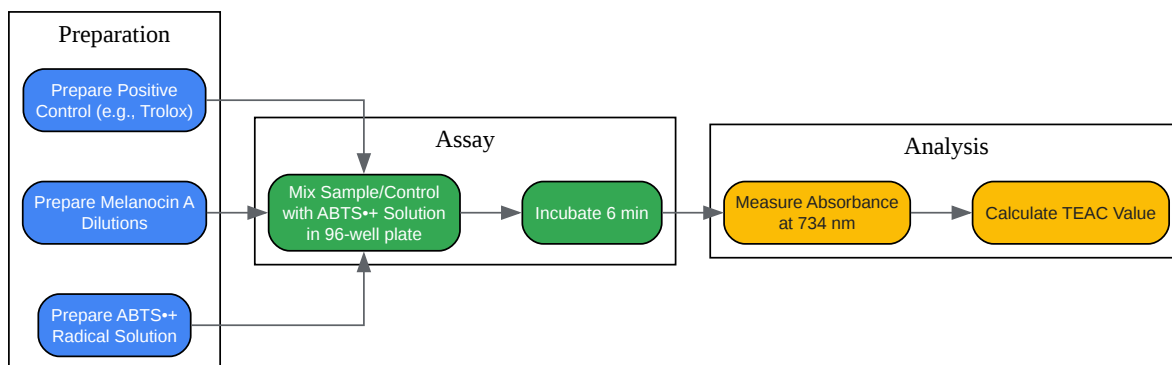 Preparation
Prepare Positive
Control (e.g., Trolox)
Prepare Melanocin A
Dilutions
Prepare ABTS•+
Radical Solution
Assay
Mix Sample/Control
with ABTS•+ Solution
in 96-well plate
Incubate 6 min
Analysis
Measure Absorbance
at 734 nm
Calculate TEAC Value